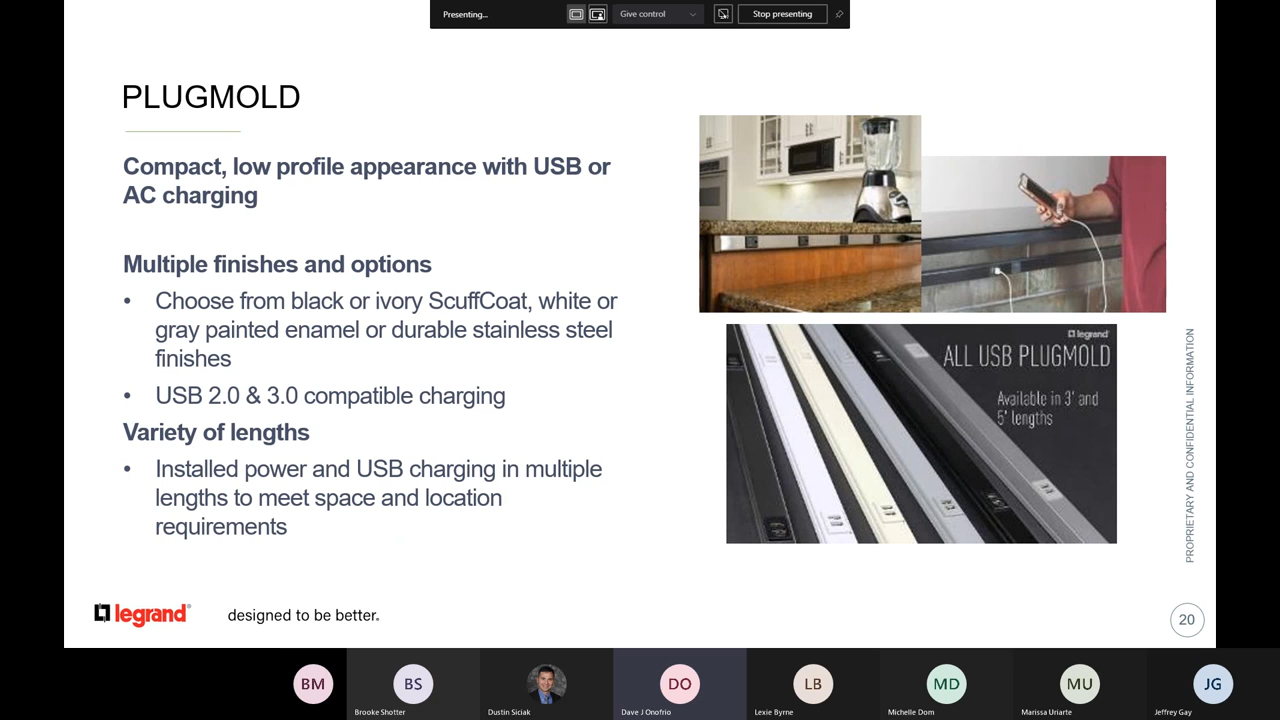 Presenting...
Give control
Stop presenting
PLUGMOLD
Compact, low profile appearance with USB or
AC charging
Multiple finishes and options
• Choose from black or ivory ScuffCoat, white or
gray painted enamel or durable stainless steel
finishes
• USB 2.0 & 3.0 compatible charging
Variety of lengths
• Installed power and USB charging in multiple
lengths to meet space and location
requirements
legrand
ALL USB PLUGMOLD
Available in 3' and
5' lengths
PROPRIETARY AND CONFIDENTIAL INFORMATION
legrand®
designed to be better.
20
BM
BS
DO
LB
MD
MU
JG
Brooke Shotter
Dustin Siciak
Dave J Onofrio
Lexie Byrne
Michelle Dom
Marissa Uriarte
Jeffrey Gay